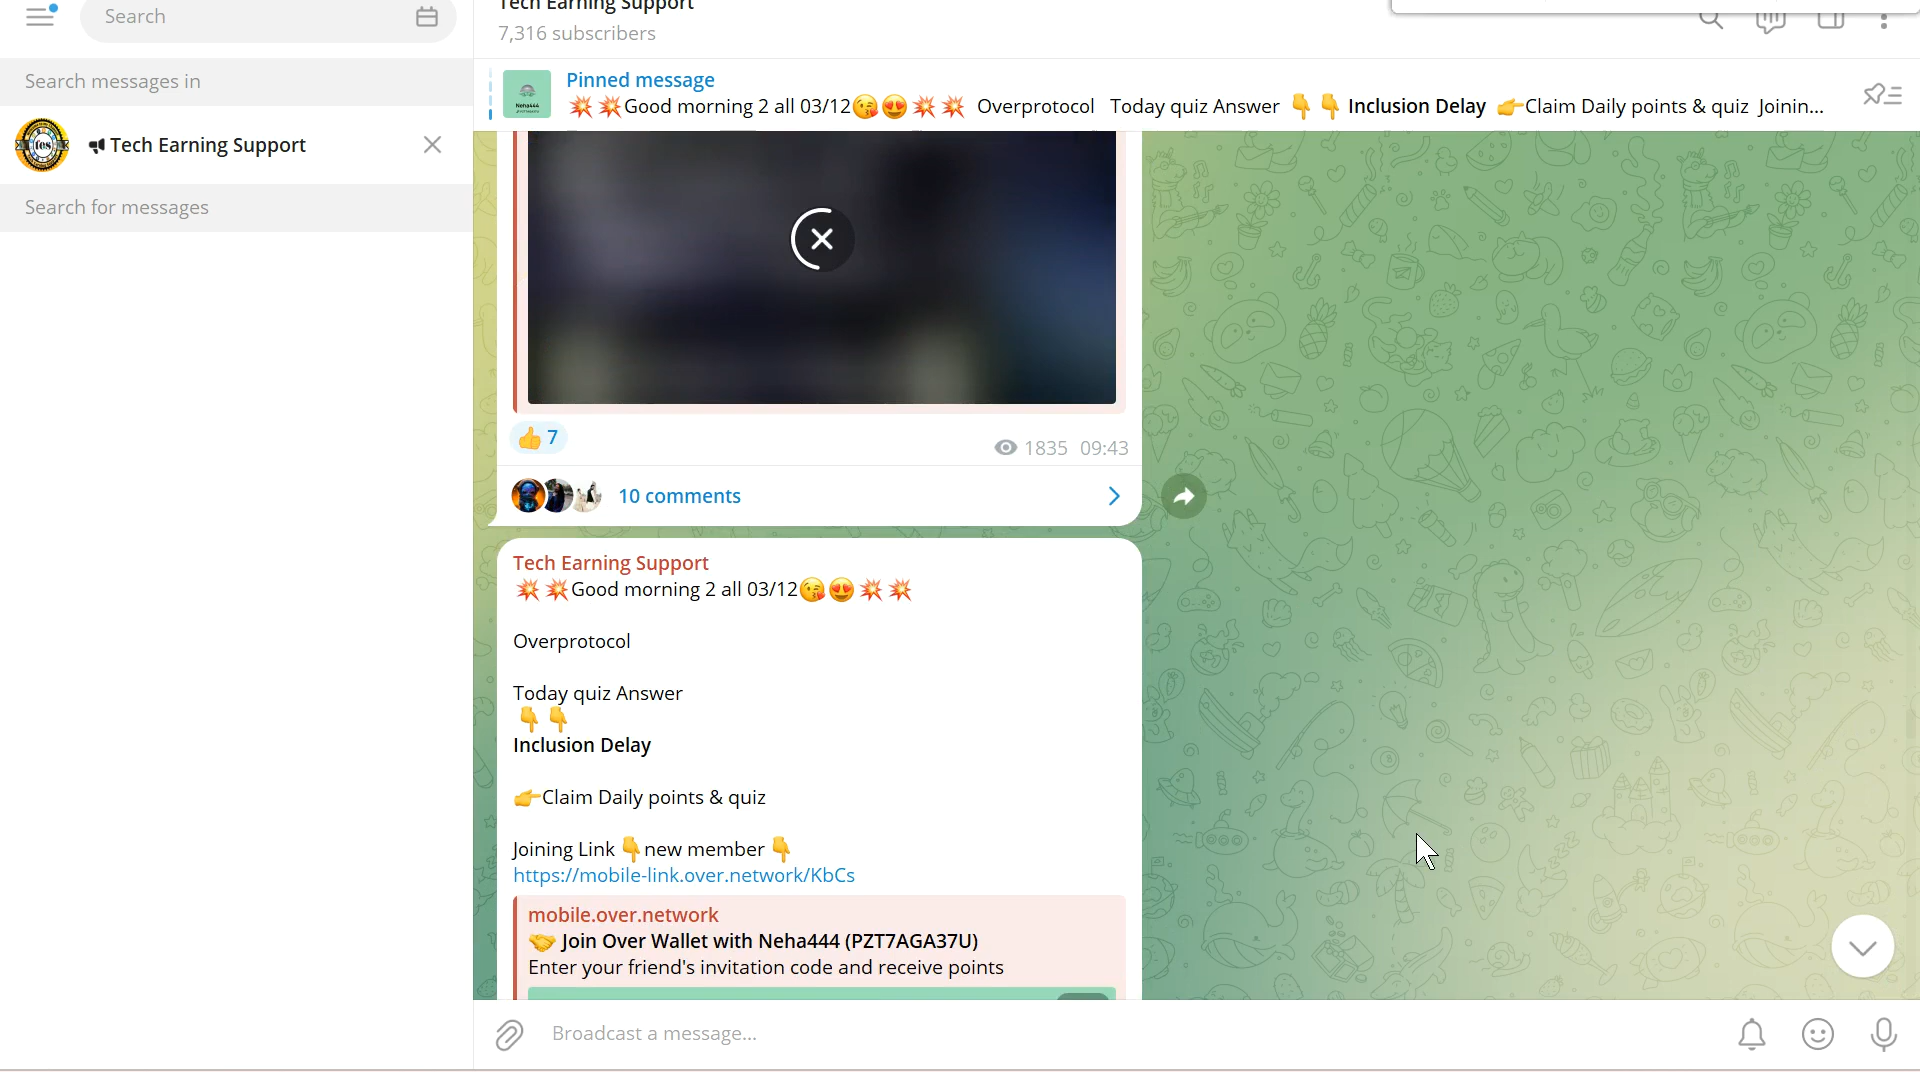 Search
Tech Earning Support
7,316 subscribers
Search messages in
Pinned message
💥 💥Good morning 2 all 03/12😘😍💥 💥 Overprotocol Today quiz Answer 👇 👇 Inclusion Delay 👉Claim Daily points & quiz Joinin...
Tech Earning Support
Search for messages
👍 7
1835 09:43
10 comments
Tech Earning Support
💥 💥Good morning 2 all 03/12😘😍💥 💥
Overprotocol
Today quiz Answer
👇 👇
Inclusion Delay
👉Claim Daily points & quiz
Joining Link 👇new member 👇
https://mobile-link.over.network/KbCs
mobile.over.network
🤝 Join Over Wallet with Neha444 (PZT7AGA37U)
Enter your friend's invitation code and receive points
Broadcast a message...